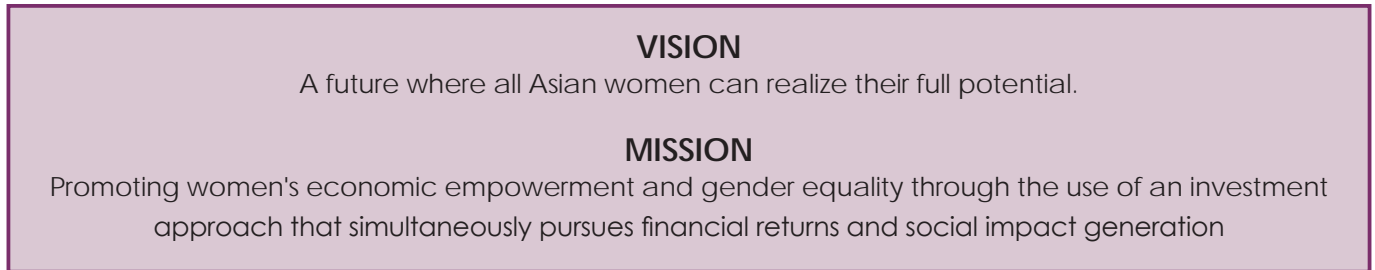 VISION
A future where all Asian women can realize their full potential.
MISSION
Promoting women's economic empowerment and gender equality through the use of an investment
approach that simultaneously pursues financial returns and social impact generation